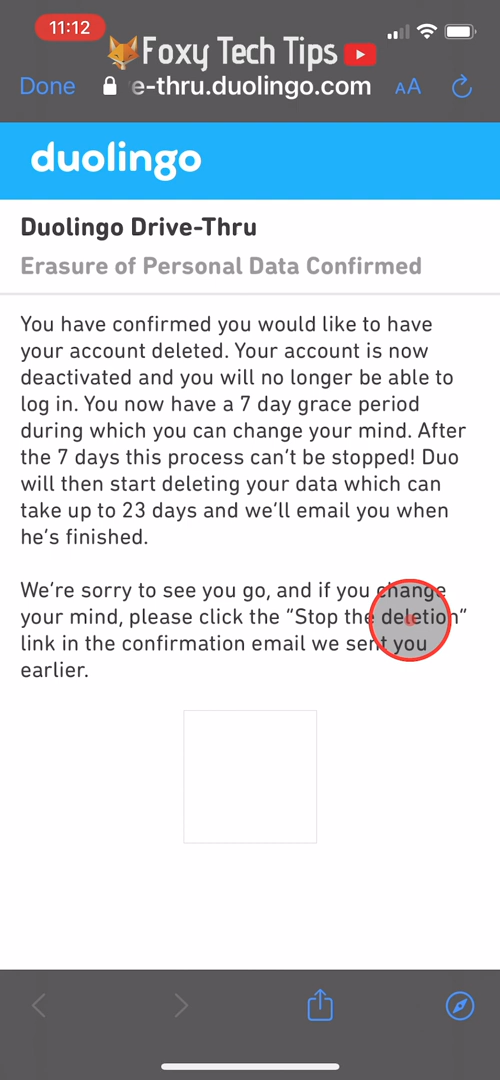 11:12
Foxy Tech Tips
Done
e-thru.duolingo.com
AA
duolingo
Duolingo Drive-Thru
Erasure of Personal Data Confirmed
You have confirmed you would like to have
your account deleted. Your account is now
deactivated and you will no longer be able to
log in. You now have a 7 day grace period
during which you can change your mind. After
the 7 days this process can’t be stopped! Duo
will then start deleting your data which can
take up to 23 days and we’ll email you when
he’s finished.
We’re sorry to see you go, and if you change
your mind, please click the “Stop the deletion”
link in the confirmation email we sent you
earlier.